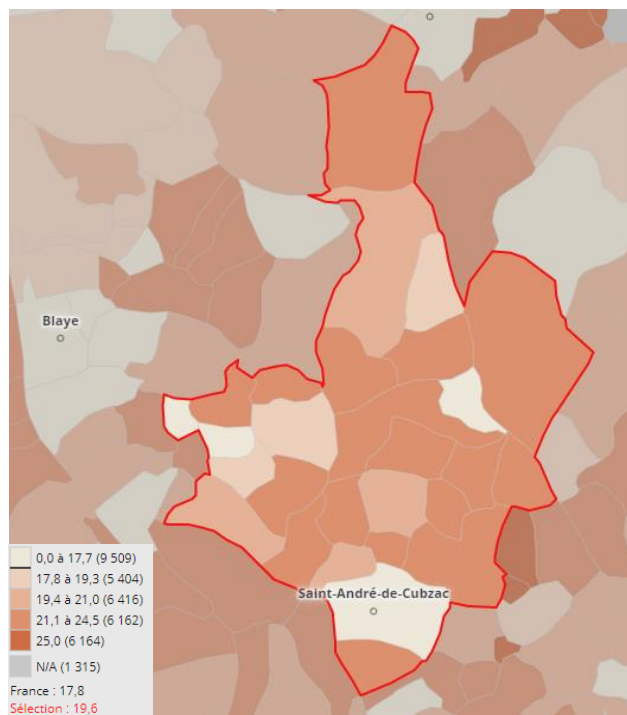 Blaye
Saint-André-de-Cubzac
0,0 à 17,7 (9 509)
17,8 à 19,3 (5 404)
19,4 à 21,0 (6 416)
21,1 à 24,5 (6 162)
25,0 (6 164)
N/A (1 315)
France : 17,8
Sélection : 19,6